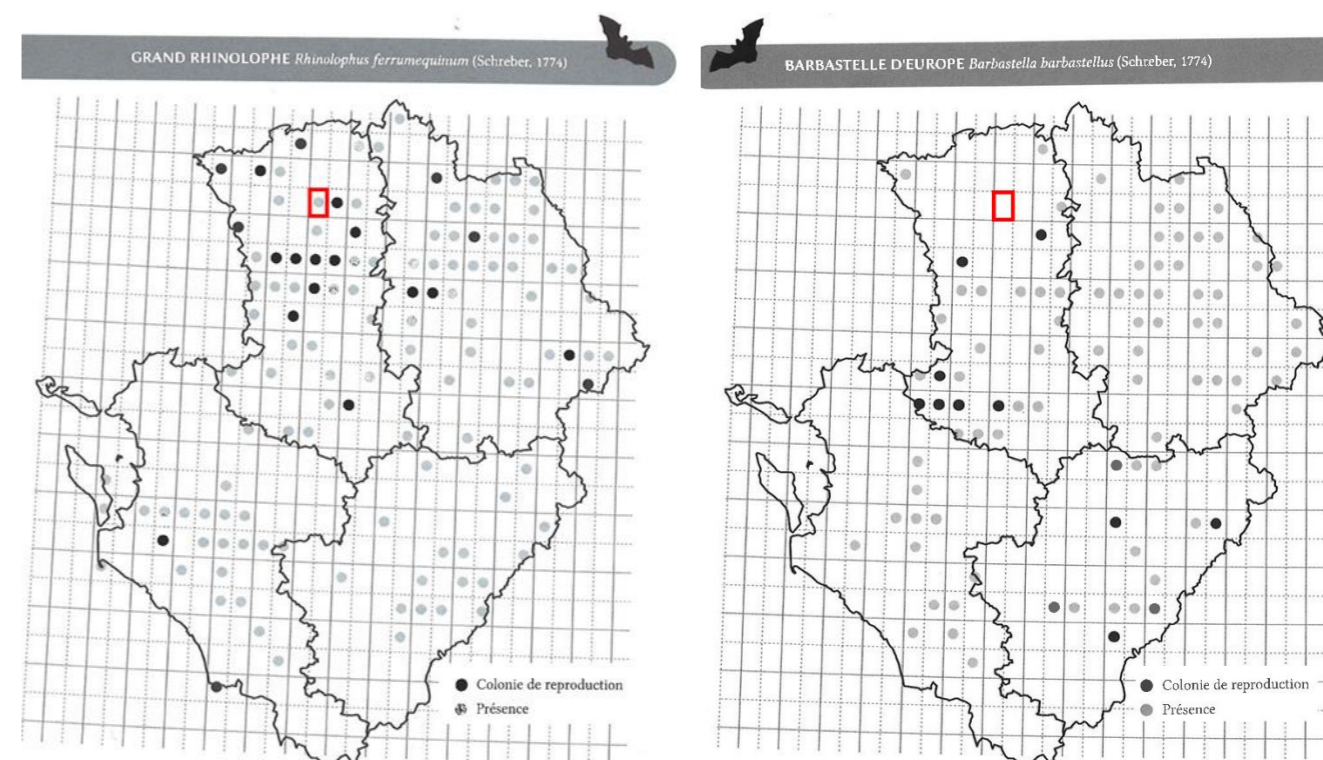 GRAND RHINOLOPHE Rhinolophus ferrumequinum (Schreber, 1774)
Colonie de reproduction
Présence
BARBASTELLE D'EUROPE Barbastella barbastellus (Schreber, 1774)
Colonie de reproduction
Présence